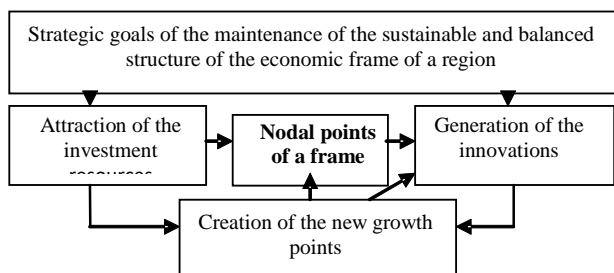 Strategic goals of the maintenance of the sustainable and balanced
structure of the economic frame of a region
Attraction of the
investment
resources
Nodal points
of a frame
Generation of the
innovations
Creation of the new growth
points